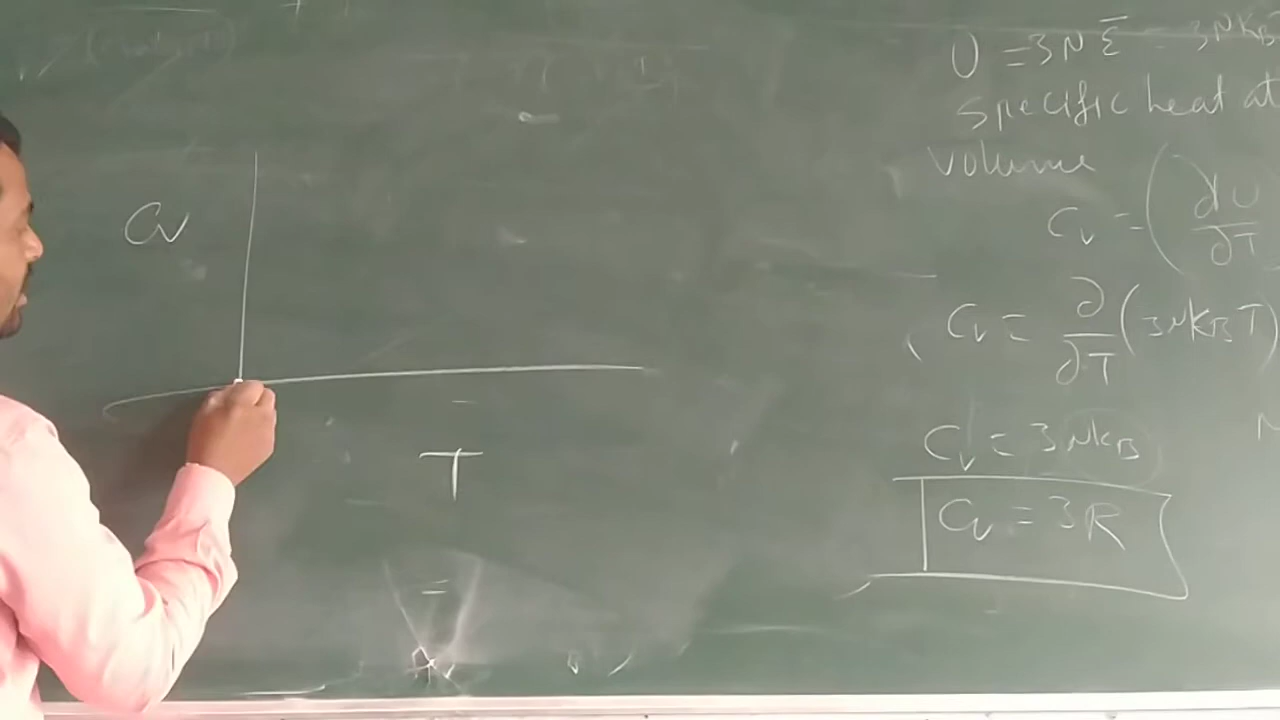 U = 3N ε̅ = 3NKB
specific heat at
volume
Cv = (∂U/∂T
Cv = ∂/∂T (3NKBT)
Cv = 3NKB
Cv = 3R
Cv
T